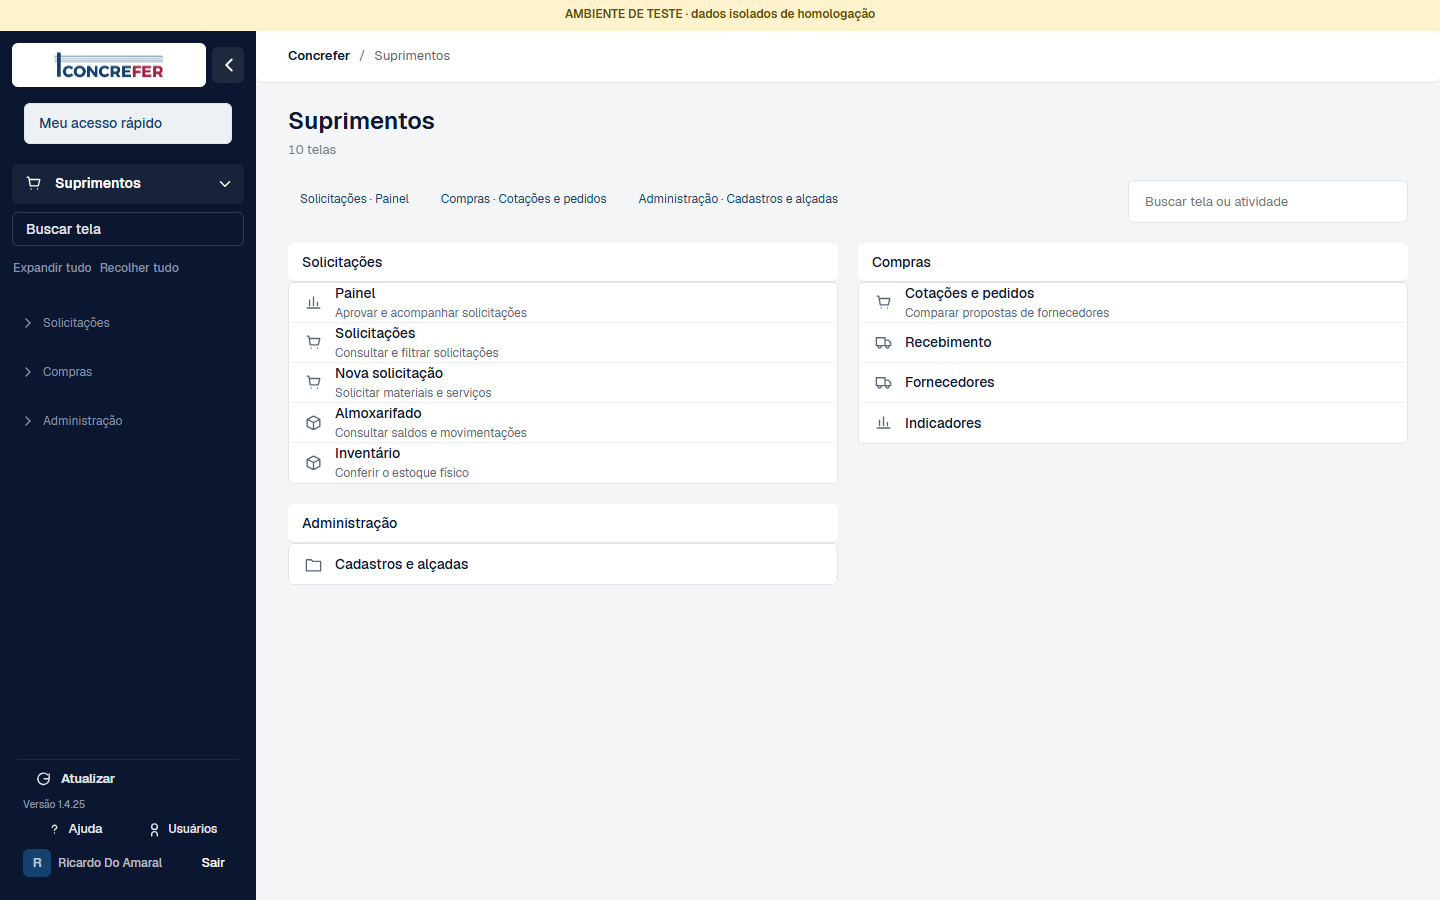 AMBIENTE DE TESTE · dados isolados de homologação
CONCREFER
Meu acesso rápido
Suprimentos
Buscar tela
Expandir tudo Recolher tudo
Solicitações
Compras
Administração
Atualizar
Versão 1.4.25
? Ajuda
Usuários
R Ricardo Do Amaral
Sair
Concrefer / Suprimentos
Suprimentos
10 telas
Solicitações · Painel
Compras · Cotações e pedidos
Administração · Cadastros e alçadas
Buscar tela ou atividade
Solicitações
Painel
Aprovar e acompanhar solicitações
Solicitações
Consultar e filtrar solicitações
Nova solicitação
Solicitar materiais e serviços
Almoxarifado
Consultar saldos e movimentações
Inventário
Conferir o estoque físico
Compras
Cotações e pedidos
Comparar propostas de fornecedores
Recebimento
Fornecedores
Indicadores
Administração
Cadastros e alçadas